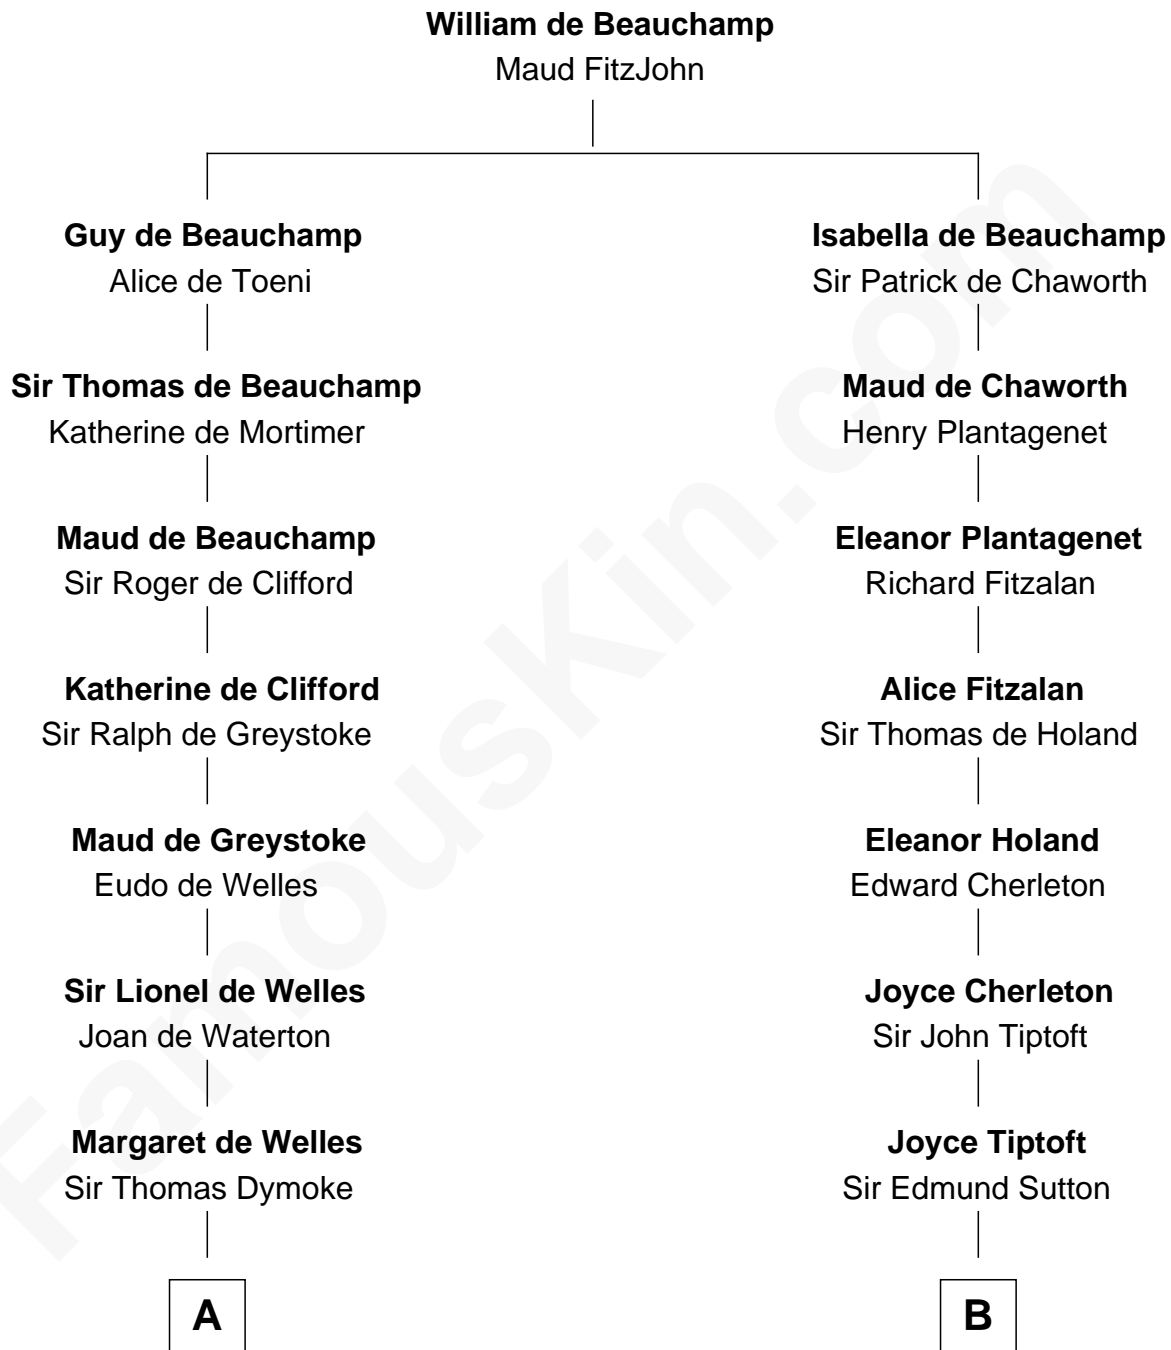 William de Beauchamp
Maud FitzJohn
Guy de Beauchamp
Alice de Toeni
Isabella de Beauchamp
Sir Patrick de Chaworth
Sir Thomas de Beauchamp
Katherine de Mortimer
Maud de Chaworth
Henry Plantagenet
Maud de Beauchamp
Sir Roger de Clifford
Eleanor Plantagenet
Richard Fitzalan
Katherine de Clifford
Sir Ralph de Greystoke
Alice Fitzalan
Sir Thomas de Holand
Maud de Greystoke
Eudo de Welles
Eleanor Holand
Edward Cherleton
Sir Lionel de Welles
Joan de Waterton
Joyce Cherleton
Sir John Tiptoft
Margaret de Welles
Sir Thomas Dymoke
Joyce Tiptoft
Sir Edmund Sutton
A
B
FamousKin.com